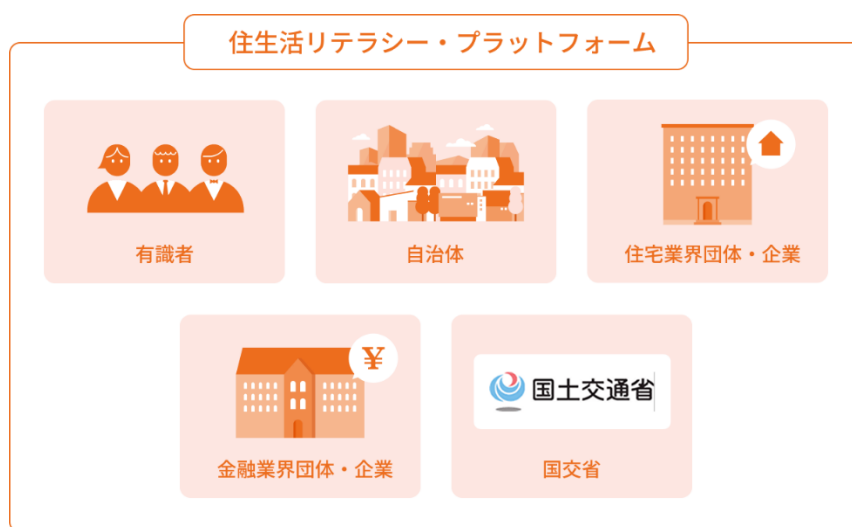 住生活リテラシー・プラットフォーム
有識者
自治体
住宅業界団体・企業
¥
金融業界団体・企業
国土交通省
国交省